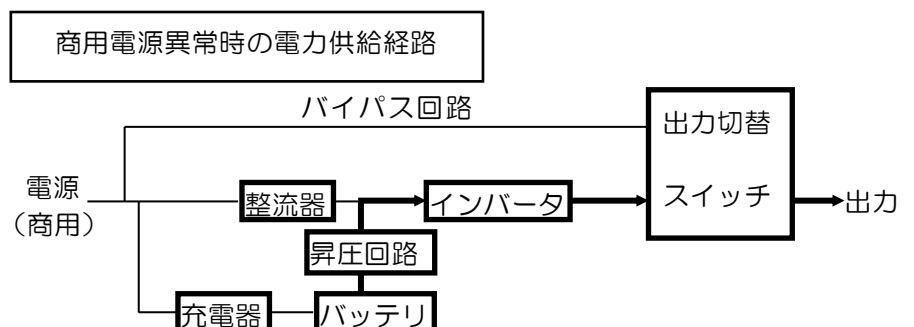 商用電源異常時の電力供給経路
バイパス回路
出力切替
スイッチ
電源
（商用）
整流器
インバータ
出力
昇圧回路
充電器
バッテリ